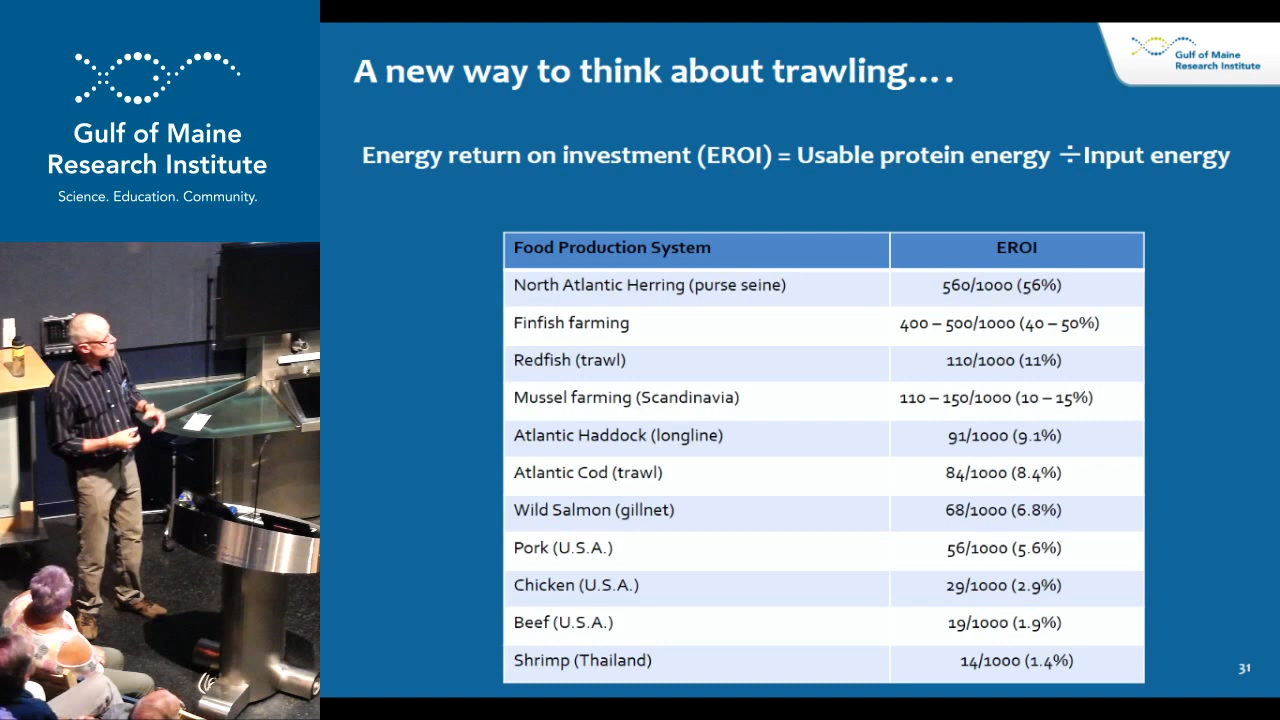 Gulf of Maine
Research Institute
Science. Education. Community.
A new way to think about trawling....
Gulf of Maine
Research Institute
Energy return on investment (EROI) = Usable protein energy ÷ Input energy
Food Production System EROI
North Atlantic Herring (purse seine) 560/1000 (56%)
Finfish farming 400 – 500/1000 (40 – 50%)
Redfish (trawl) 110/1000 (11%)
Mussel farming (Scandinavia) 110 – 150/1000 (10 – 15%)
Atlantic Haddock (longline) 91/1000 (9.1%)
Atlantic Cod (trawl) 84/1000 (8.4%)
Wild Salmon (gillnet) 68/1000 (6.8%)
Pork (U.S.A.) 56/1000 (5.6%)
Chicken (U.S.A.) 29/1000 (2.9%)
Beef (U.S.A.) 19/1000 (1.9%)
Shrimp (Thailand) 14/1000 (1.4%)
31